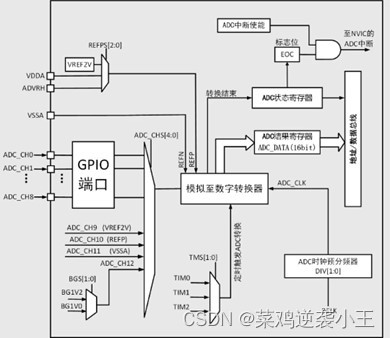 ADC中断使能
至NVIC的
ADC中断
标志位
EOC
REFPS[2:0]
VREF2V
VDDA
ADVRH
VSSA
转换结束
ADC状态寄存器
ADC结果寄存器
ADC_DATA(16bit)
地址/数据总线
ADC_CHS[4:0]
REFN
REFP
ADC_CH0
ADC_CH1
ADC_CH8
GPIO
端口
模拟至数字转换器
ADC_CLK
ADC_CH9 (VREF2V)
ADC_CH10 (REFP)
ADC_CH11 (VSSA)
ADC_CH12
BGS[1:0]
BG1V2
BG1V0
TMS[1:0]
TIM0
TIM1
TIM2
定时触发ADC转换
ADC时钟预分频器
DIV[1:0]
CSDN @菜鸡逆袭小王